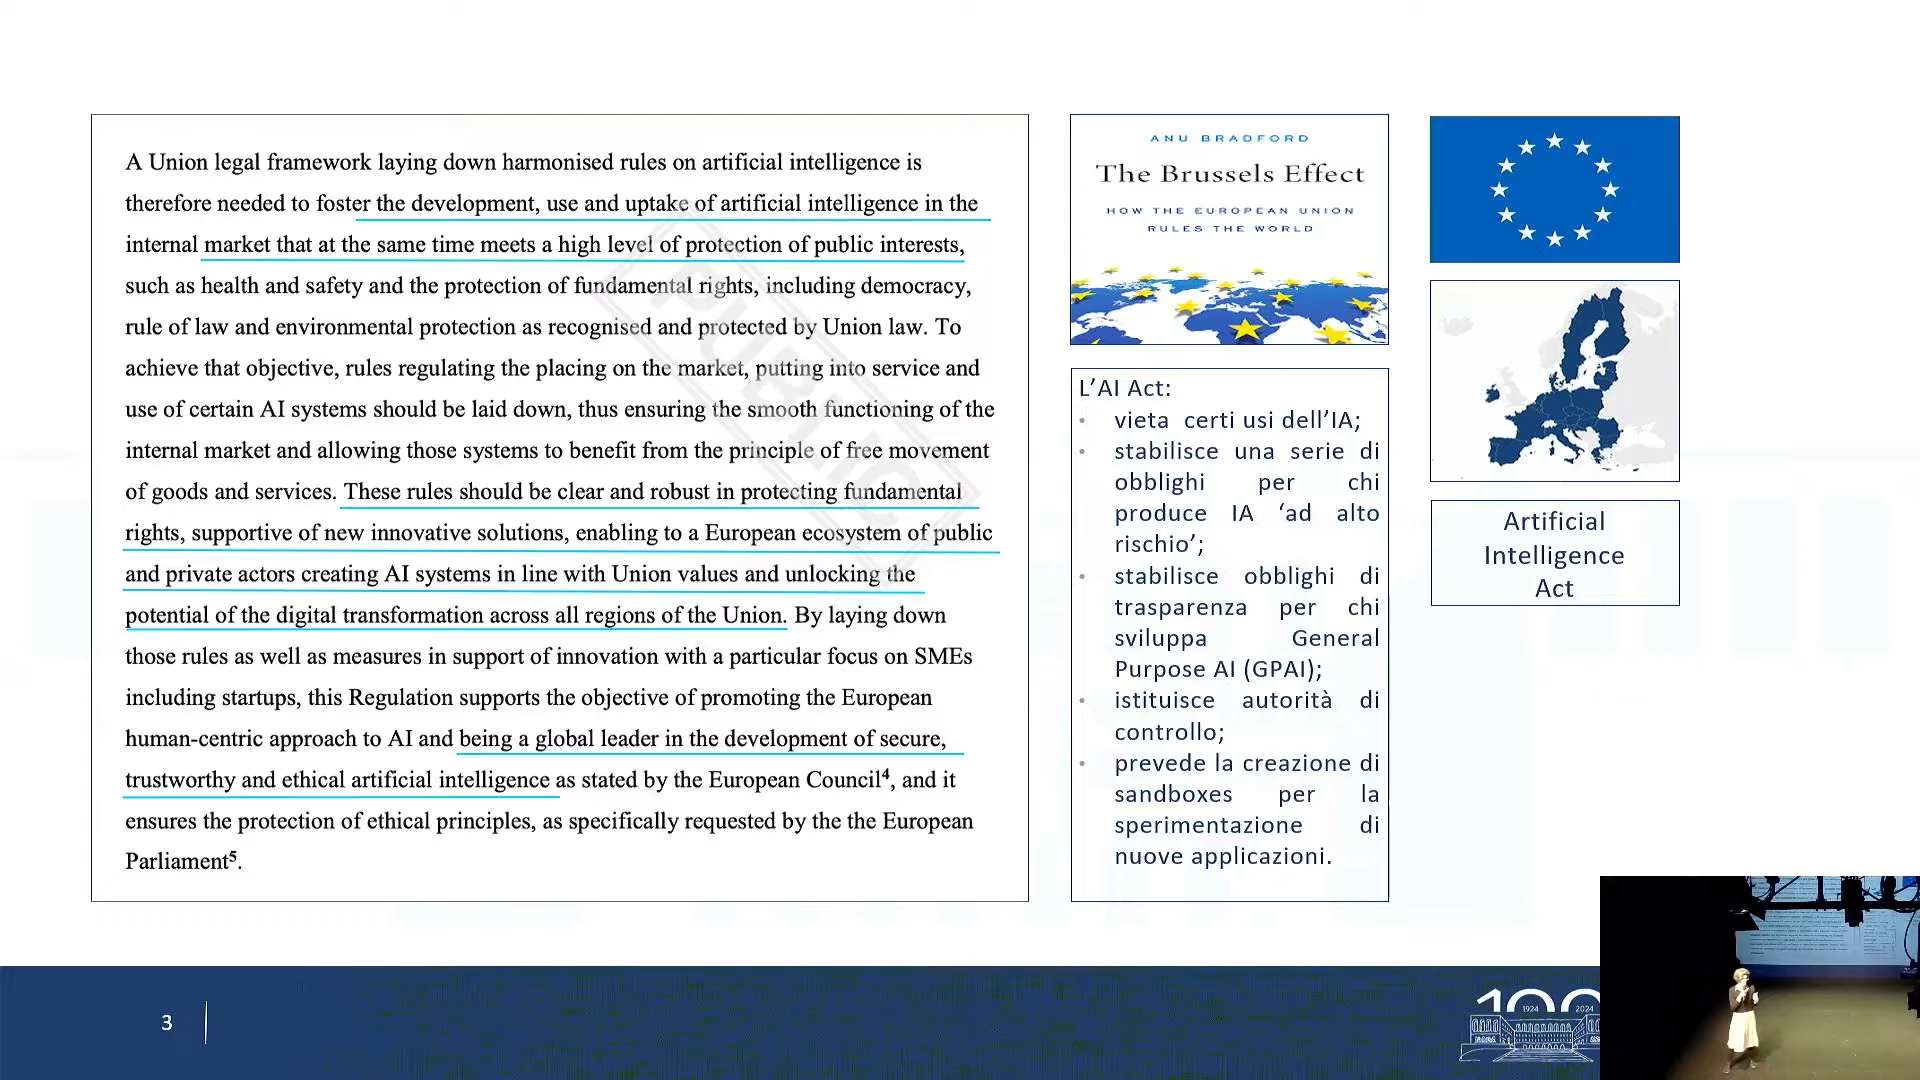 A Union legal framework laying down harmonised rules on artificial intelligence is
therefore needed to foster the development, use and uptake of artificial intelligence in the
internal market that at the same time meets a high level of protection of public interests,
such as health and safety and the protection of fundamental rights, including democracy,
rule of law and environmental protection as recognised and protected by Union law. To
achieve that objective, rules regulating the placing on the market, putting into service and
use of certain AI systems should be laid down, thus ensuring the smooth functioning of the
internal market and allowing those systems to benefit from the principle of free movement
of goods and services. These rules should be clear and robust in protecting fundamental
rights, supportive of new innovative solutions, enabling to a European ecosystem of public
and private actors creating AI systems in line with Union values and unlocking the
potential of the digital transformation across all regions of the Union. By laying down
those rules as well as measures in support of innovation with a particular focus on SMEs
including startups, this Regulation supports the objective of promoting the European
human-centric approach to AI and being a global leader in the development of secure,
trustworthy and ethical artificial intelligence as stated by the European Council⁴, and it
ensures the protection of ethical principles, as specifically requested by the the European
Parliament⁵.
PUBLIC
ANU BRADFORD
The Brussels Effect
HOW THE EUROPEAN UNION
RULES THE WORLD
L'AI Act:
• vieta certi usi dell'IA;
• stabilisce una serie di
obblighi per chi
produce IA ‘ad alto
rischio’;
• stabilisce obblighi di
trasparenza per chi
sviluppa General
Purpose AI (GPAI);
• istituisce autorità di
controllo;
• prevede la creazione di
sandboxes per la
sperimentazione di
nuove applicazioni.
Artificial
Intelligence
Act
3
100
1924 2024